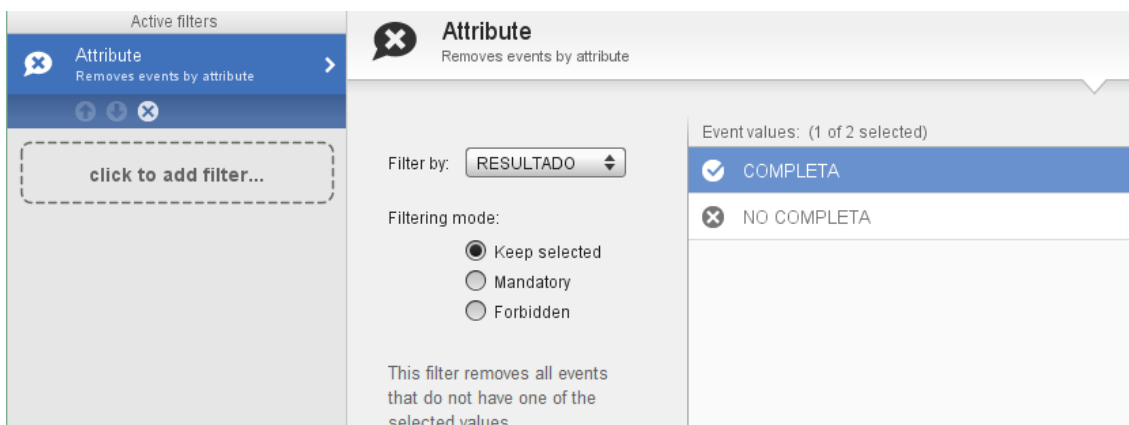 Active filters
Attribute
Removes events by attribute
click to add filter...
Attribute
Removes events by attribute
Filter by: RESULTADO
Filtering mode:
Keep selected
Mandatory
Forbidden
This filter removes all events
that do not have one of the
selected values
Event values: (1 of 2 selected)
COMPLETA
NO COMPLETA